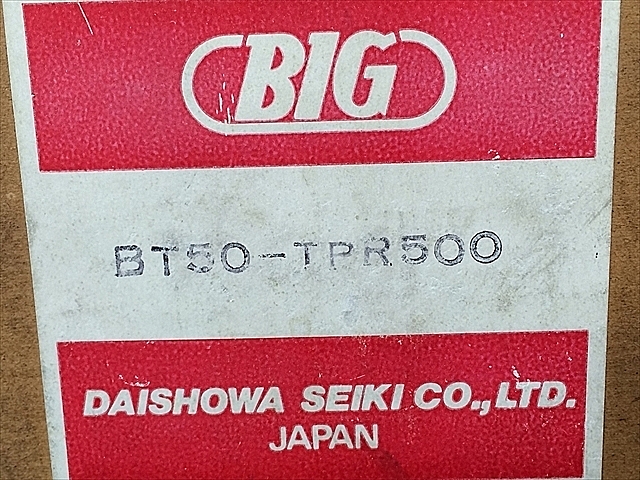 BIG
BT50-TPR500
DAISHOWA SEIKI CO., LTD.
JAPAN